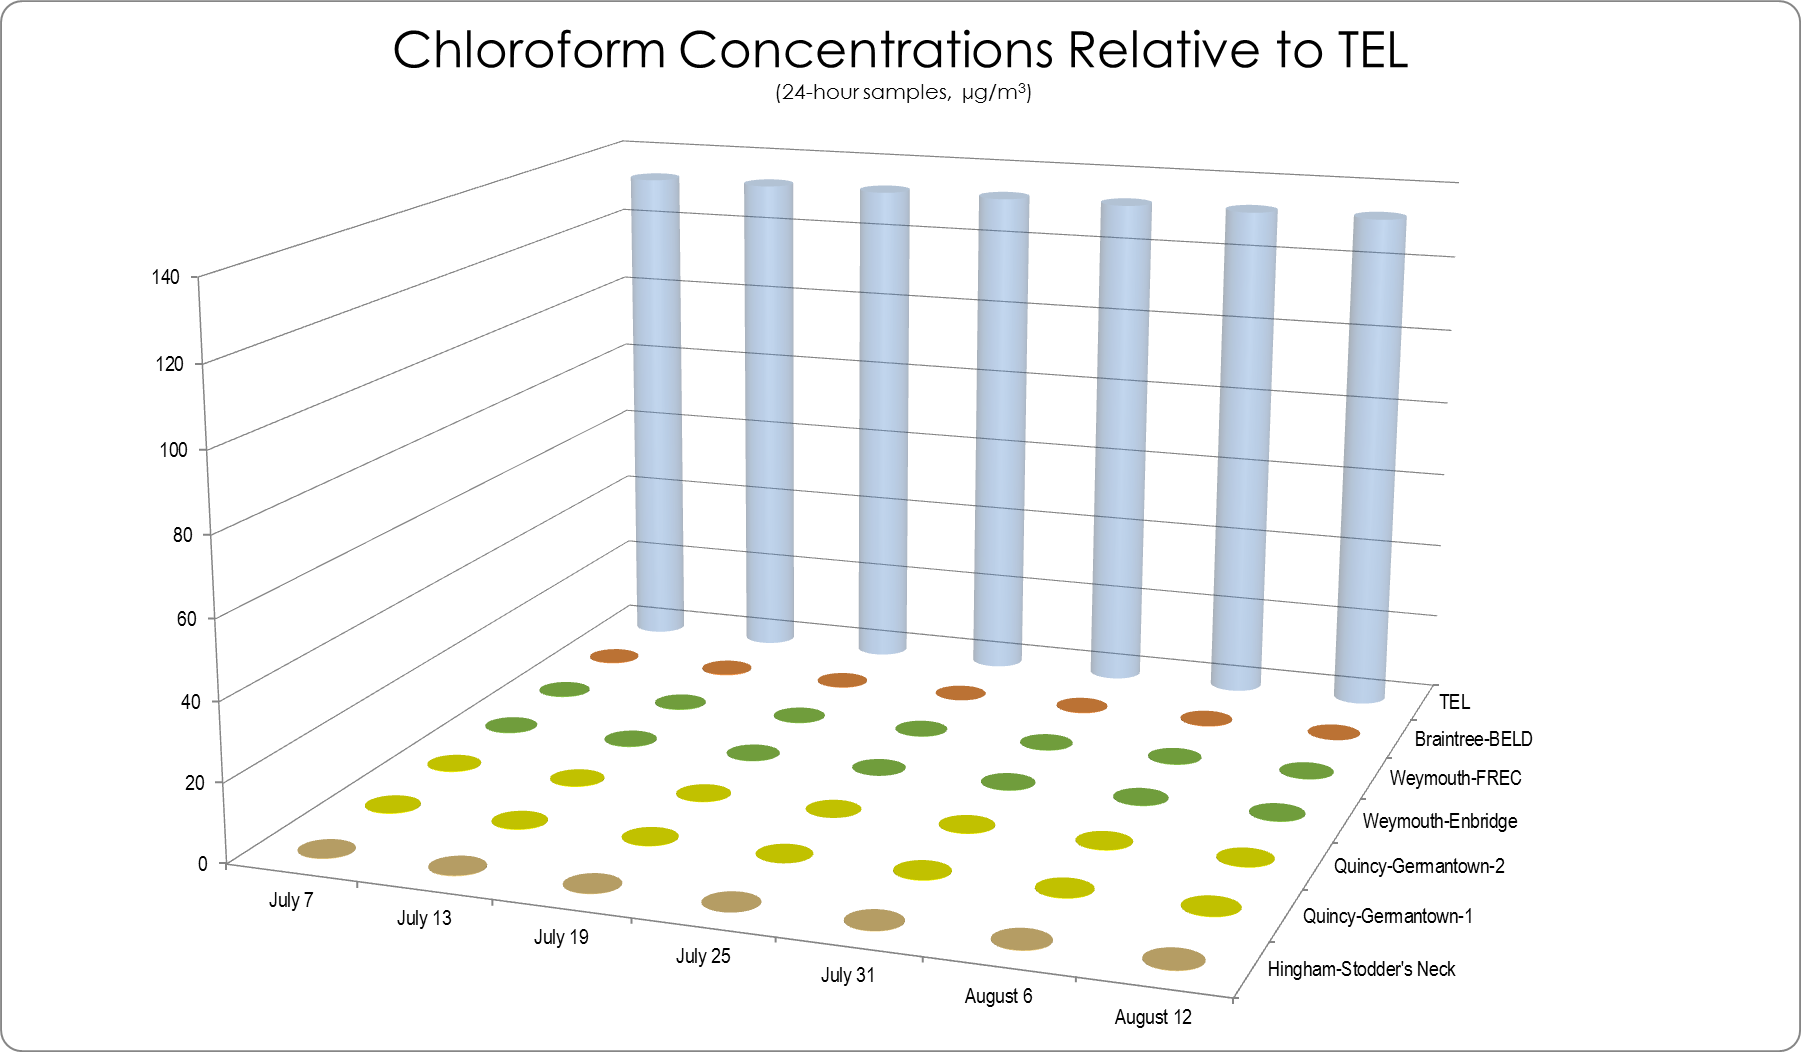 Chloroform Concentrations Relative to TEL
(24-hour samples, µg/m³)
140
120
100
80
60
40
20
0
July 7
July 13
July 19
July 25
July 31
August 6
August 12
TEL
Braintree-BELD
Weymouth-FREC
Weymouth-Enbridge
Quincy-Germantown-2
Quincy-Germantown-1
Hingham-Stodder's Neck